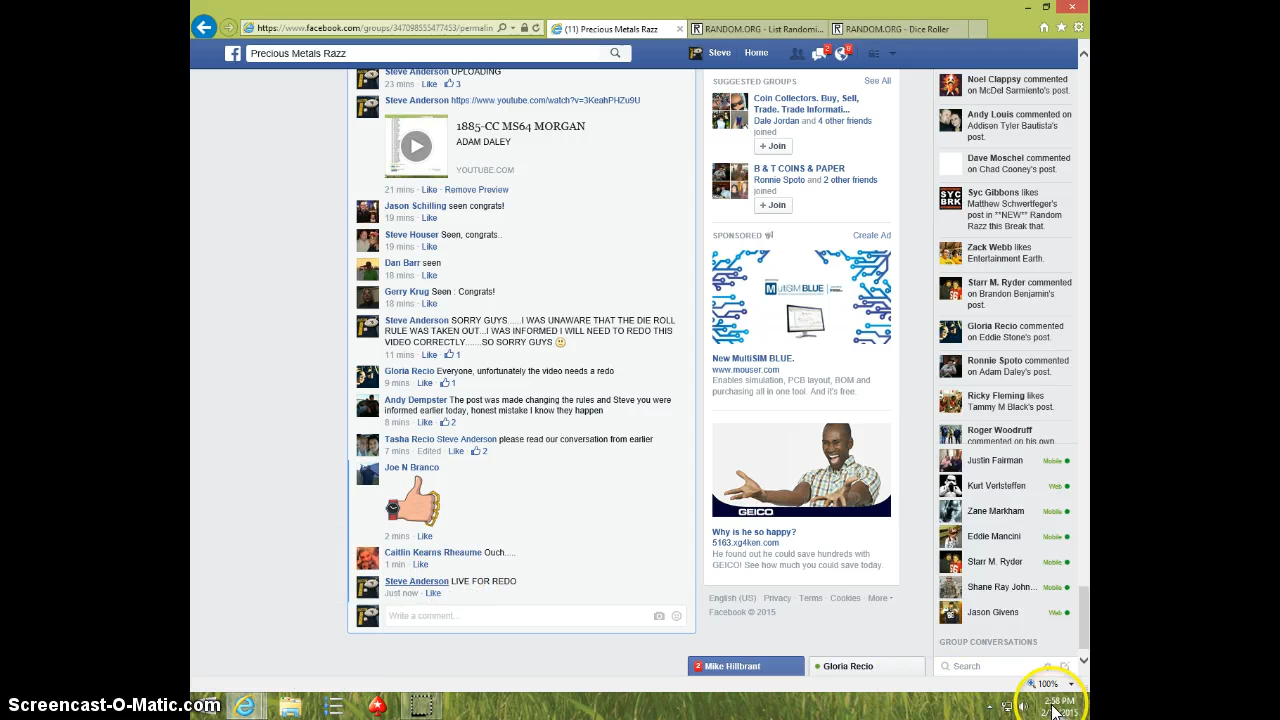 https://www.facebook.com/groups/347098555477453/permalin
(11) Precious Metals Razz
RANDOM.ORG - List Randomi...
RANDOM.ORG - Dice Roller
Precious Metals Razz
Steve
Home
2
Steve Anderson UPLOADING
23 mins · Like · 3
Steve Anderson https://www.youtube.com/watch?v=3KeahPHZu9U
1885-CC MS64 MORGAN
ADAM DALEY
YOUTUBE.COM
21 mins · Like · Remove Preview
Jason Schilling seen congrats!
19 mins · Like
Steve Houser Seen, congrats..
19 mins · Like
Dan Barr seen
18 mins · Like
Gerry Krug Seen : Congrats!
18 mins · Like
Steve Anderson SORRY GUYS.....I WAS UNAWARE THAT THE DIE ROLL
RULE WAS TAKEN OUT...I WAS INFORMED I WILL NEED TO REDO THIS
VIDEO CORRECTLY.......SO SORRY GUYS
11 mins · Like · 1
Gloria Recio Everyone, unfortunately the video needs a redo
9 mins · Like · 1
Andy Dempster The post was made changing the rules and Steve you were
informed earlier today, honest mistake I know they happen
8 mins · Like · 2
Tasha Recio Steve Anderson please read our conversation from earlier
7 mins · Edited · Like · 2
Joe N Branco
2 mins · Like
Caitlin Kearns Rheaume Ouch.....
1 min · Like
Steve Anderson LIVE FOR REDO
Just now · Like
Write a comment...
SUGGESTED GROUPS
See All
Coin Collectors. Buy, Sell,
Trade. Trade Informati...
Dale Jordan and 4 other friends
joined
+ Join
B & T COINS & PAPER
Ronnie Spoto and 2 other friends
joined
+ Join
SPONSORED
Create Ad
MultiSIM BLUE
New MultiSIM BLUE.
www.mouser.com
Enables simulation, PCB layout, BOM and
purchasing all in one tool. And it's free.
GEICO
Why is he so happy?
5163.xg4ken.com
He found out he could save hundreds with
GEICO! See how much you could save today.
English (US) · Privacy · Terms · Cookies · More
Facebook © 2015
Noel Clappsy commented
on McDel Sarmiento's post.
Andy Louis commented on
Addisen Tyler Bautista's
post.
Dave Moschel commented
on Chad Cooney's post.
SYC
BRK
Syc Gibbons likes
Matthew Schwertfeger's
post in **NEW** Random
Razz this Break that.
Zack Webb likes
Entertainment Earth.
Starr M. Ryder commented
on Brandon Benjamin's
post.
Gloria Recio commented
on Eddie Stone's post.
Ronnie Spoto commented
on Adam Daley's post.
Ricky Fleming likes
Tammy M Black's post.
Roger Woodruff
commented on his own
Justin Fairman Mobile
Kurt Verlsteffen Web
Zane Markham Mobile
Eddie Mancini Mobile
Starr M. Ryder Mobile
Shane Ray John... Mobile
Jason Givens Web
GROUP CONVERSATIONS
2 Mike Hillbrant
Gloria Recio
Search
100%
2:58 PM
Screencast-O-Matic.com